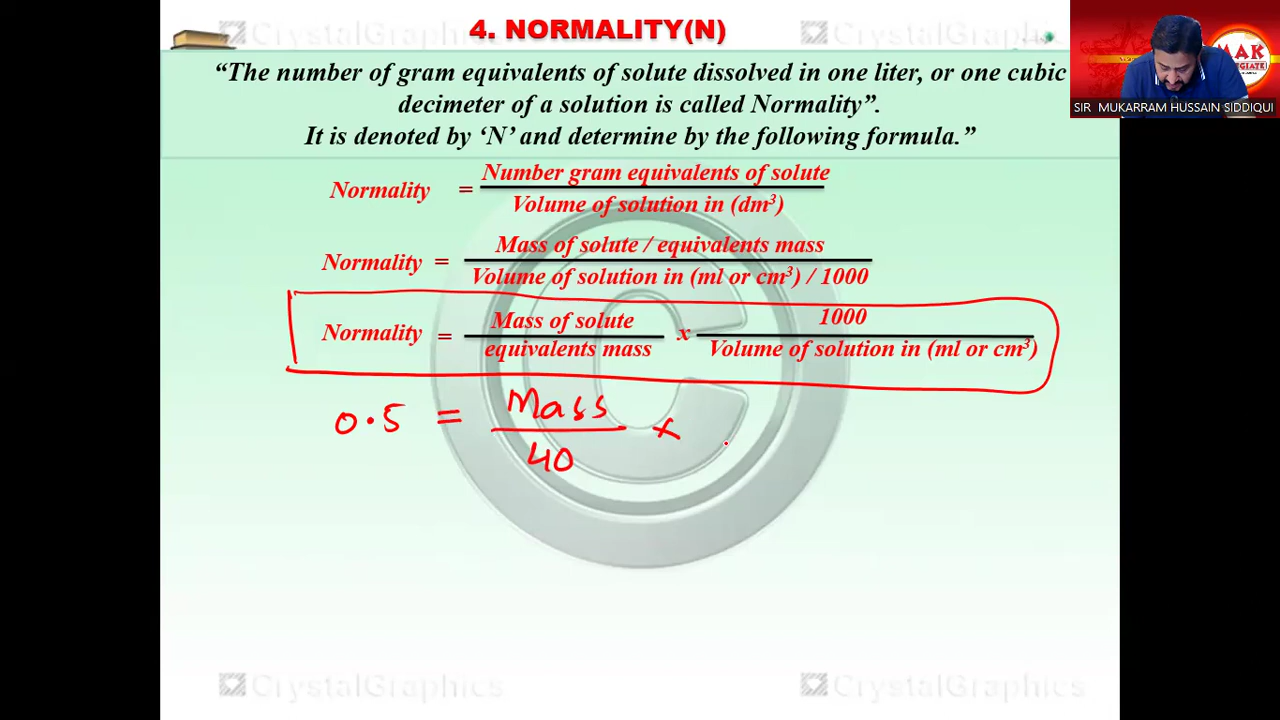 CrystalGraphics
CrystalGraphics
4. NORMALITY(N)
MAK
SIR MUKARRAM HUSSAIN SIDDIQUI
“The number of gram equivalents of solute dissolved in one liter, or one cubic
decimeter of a solution is called Normality”.
It is denoted by ‘N’ and determine by the following formula.”
Normality = Number gram equivalents of solute
Volume of solution in (dm³)
Normality = Mass of solute / equivalents mass
Volume of solution in (ml or cm³) / 1000
Normality = Mass of solute x 1000
equivalents mass Volume of solution in (ml or cm³)
0.5 = Mass x
40
CrystalGraphics
CrystalGraphics